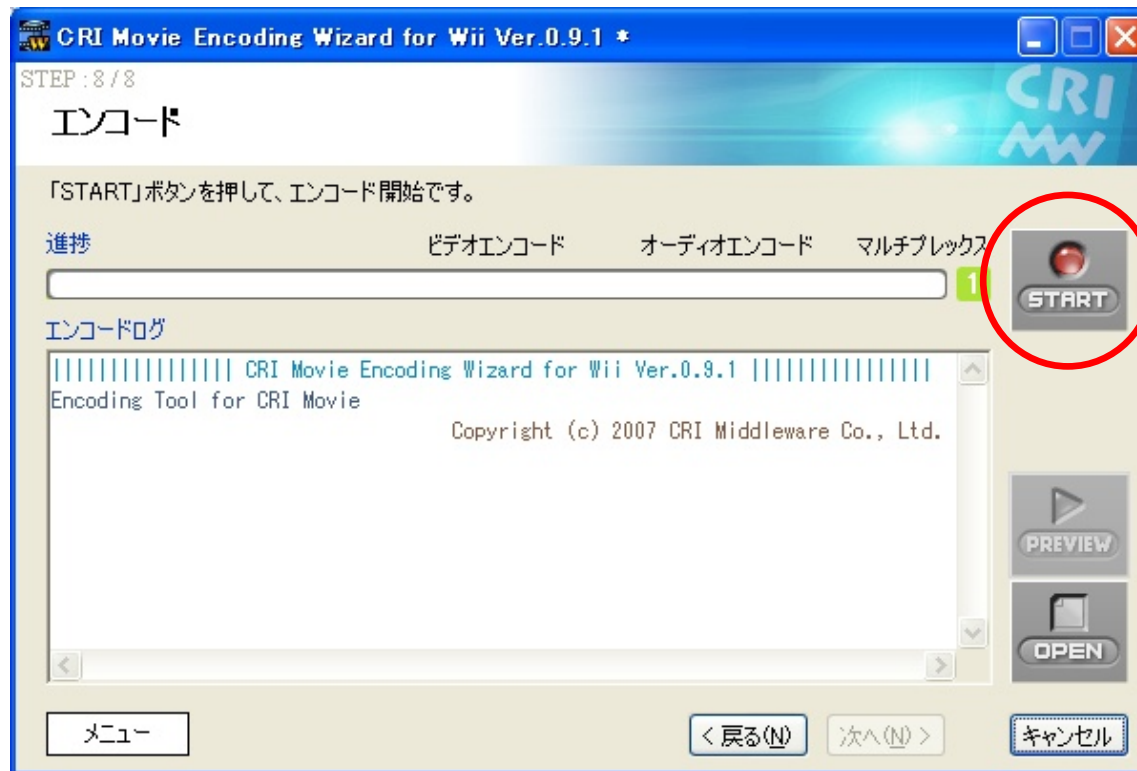 CRI Movie Encoding Wizard for Wii Ver.0.9.1 *
STEP:8/8
エンコード
CRI
MW
「START」ボタンを押して、エンコード開始です。
進捗 ビデオエンコード オーディオエンコード マルチプレックス
1
START
エンコードログ
|||||||||||||||| CRI Movie Encoding Wizard for Wii Ver.0.9.1 ||||||||||||||||
Encoding Tool for CRI Movie
Copyright (c) 2007 CRI Middleware Co., Ltd.
PREVIEW
OPEN
メニュー < 戻る(N) 次へ(N) > キャンセル